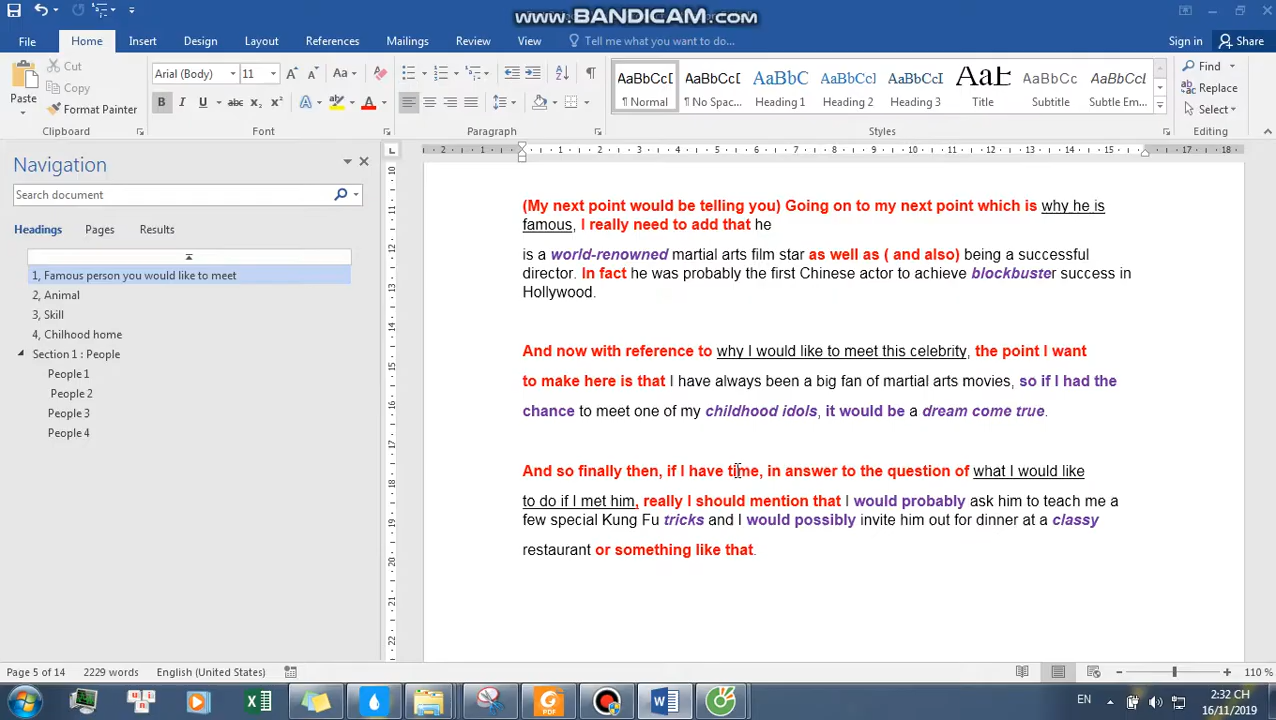 www.BANDICAM.com
File Home Insert Design Layout References Mailings Review View Tell me what you want to do... Sign in Share
Paste
Cut
Copy
Format Painter
Clipboard
Arial (Body) 11
Font
Paragraph
AaBbCcI ¶ Normal
AaBbCcDd ¶ No Spac...
AaBbC Heading 1
AaBbCcI Heading 2
AaBbCcI Heading 3
AaB Title
AaBbCcD Subtitle
AaBbCcD Subtle Em...
Styles
Find
Replace
Select
Editing
Navigation
Search document
Headings Pages Results
1, Famous person you would like to meet
2, Animal
3, Skill
4, Chilhood home
Section 1 : People
People 1
People 2
People 3
People 4
(My next point would be telling you) Going on to my next point which is why he is
famous, I really need to add that he
is a world-renowned martial arts film star as well as ( and also) being a successful
director. In fact he was probably the first Chinese actor to achieve blockbuster success in
Hollywood.
And now with reference to why I would like to meet this celebrity, the point I want
to make here is that I have always been a big fan of martial arts movies, so if I had the
chance to meet one of my childhood idols, it would be a dream come true.
And so finally then, if I have time, in answer to the question of what I would like
to do if I met him, really I should mention that I would probably ask him to teach me a
few special Kung Fu tricks and I would possibly invite him out for dinner at a classy
restaurant or something like that.
Page 5 of 14 2229 words English (United States) 110 %
EN 2:32 CH
16/11/2019